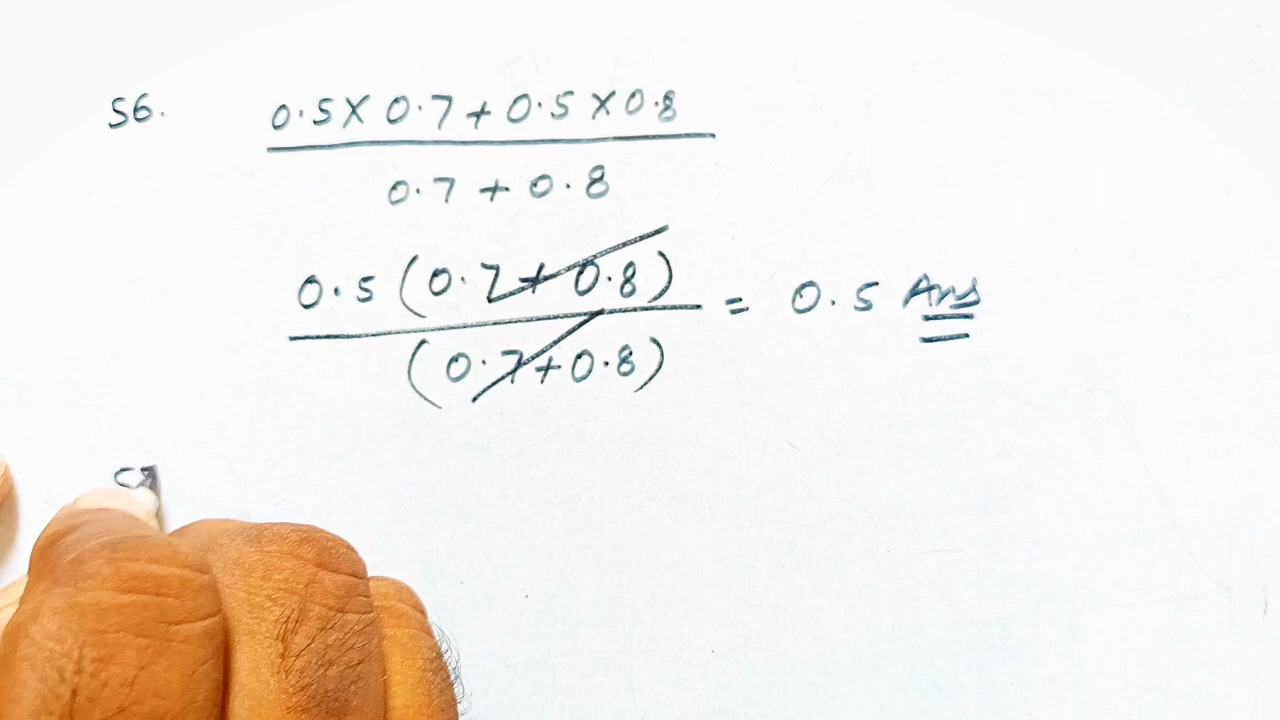 56. 0.5 × 0.7 + 0.5 × 0.8
0.7 + 0.8
0.5 (0.7 + 0.8)
= 0.5 Ans
(0.7 + 0.8)